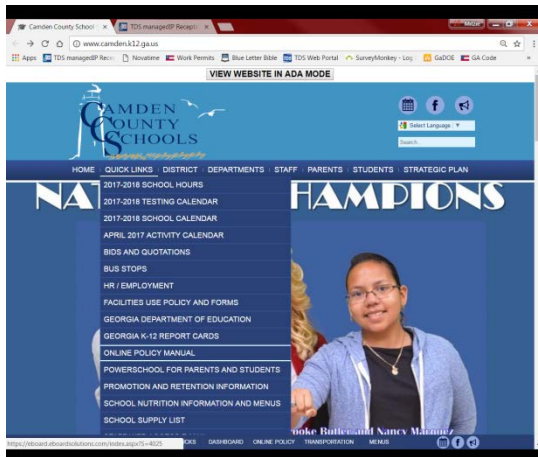 Camden County School
TDS managedIP Recept
www.camden.k12.ga.us
Apps TDS managedIP Rece Novatime Work Permits Blue Letter Bible TDS Web Portal SurveyMonkey - Log GaDOE GA Code »
VIEW WEBSITE IN ADA MODE
CAMDEN
COUNTY
SCHOOLS
Select Language ▼
Search
HOME QUICK LINKS DISTRICT DEPARTMENTS STAFF PARENTS STUDENTS STRATEGIC PLAN
2017-2018 SCHOOL HOURS
2017-2018 TESTING CALENDAR
2017-2018 SCHOOL CALENDAR
APRIL 2017 ACTIVITY CALENDAR
BIDS AND QUOTATIONS
BUS STOPS
HR / EMPLOYMENT
FACILITIES USE POLICY AND FORMS
GEORGIA DEPARTMENT OF EDUCATION
GEORGIA K-12 REPORT CARDS
ONLINE POLICY MANUAL
POWERSCHOOL FOR PARENTS AND STUDENTS
PROMOTION AND RETENTION INFORMATION
SCHOOL NUTRITION INFORMATION AND MENUS
SCHOOL SUPPLY LIST
NAT HAMPIONS
ooke Butler and Nancy Marquez
https://eboard.eboardsolutions.com/index.aspx?S=4025
DASHBOARD ONLINE POLICY TRANSPORTATION MENUS